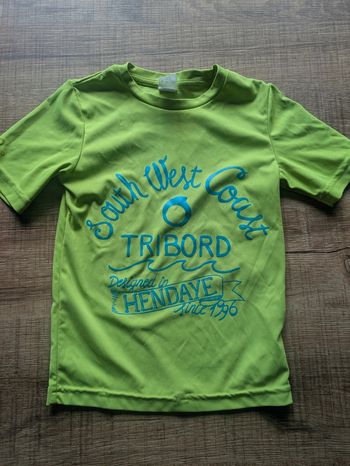 South West Coast
TRIBORD
Designed in
HENDAYE
since 1996